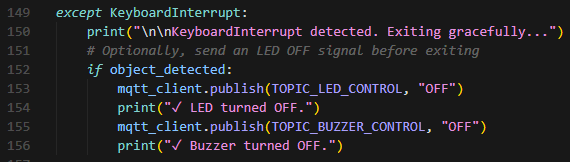 149 except KeyboardInterrupt:
150     print("\n\nKeyboardInterrupt detected. Exiting gracefully...")
151     # Optionally, send an LED OFF signal before exiting
152     if object_detected:
153         mqtt_client.publish(TOPIC_LED_CONTROL, "OFF")
154         print("✓ LED turned OFF.")
155         mqtt_client.publish(TOPIC_BUZZER_CONTROL, "OFF")
156         print("✓ Buzzer turned OFF.")